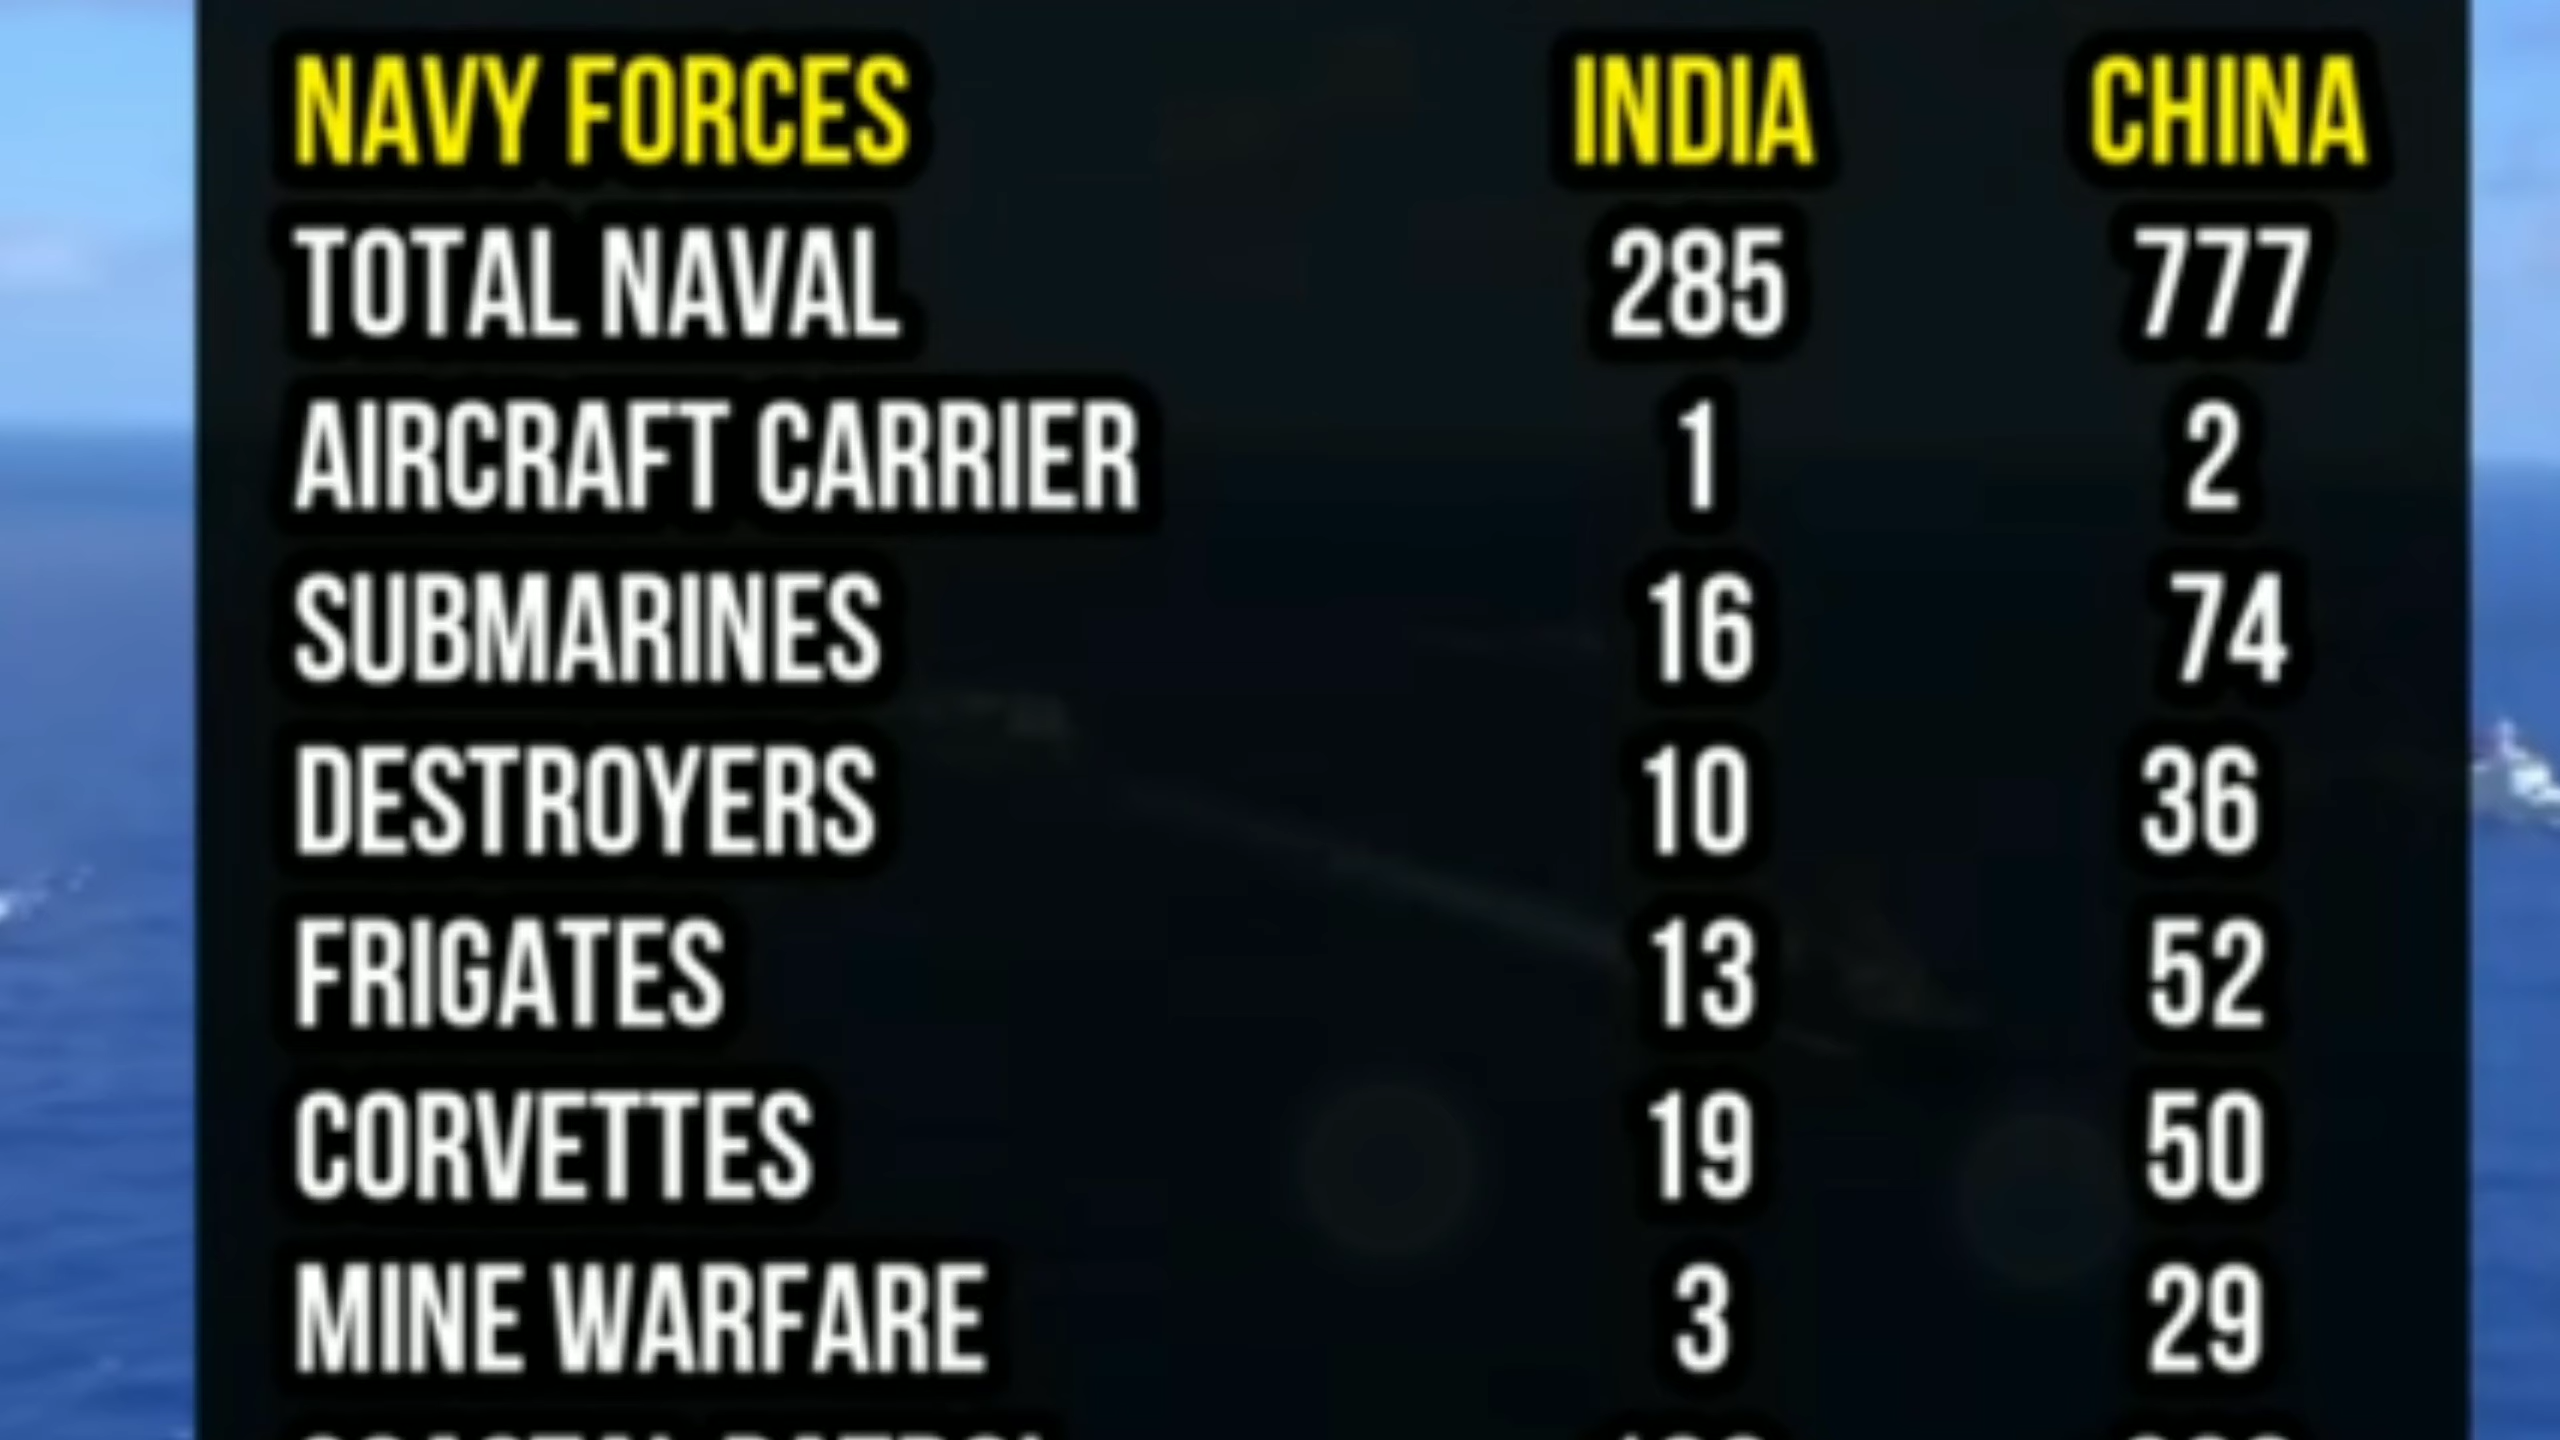 NAVY FORCES INDIA CHINA
TOTAL NAVAL 285 777
AIRCRAFT CARRIER 1 2
SUBMARINES 16 74
DESTROYERS 10 36
FRIGATES 13 52
CORVETTES 19 50
MINE WARFARE 3 29